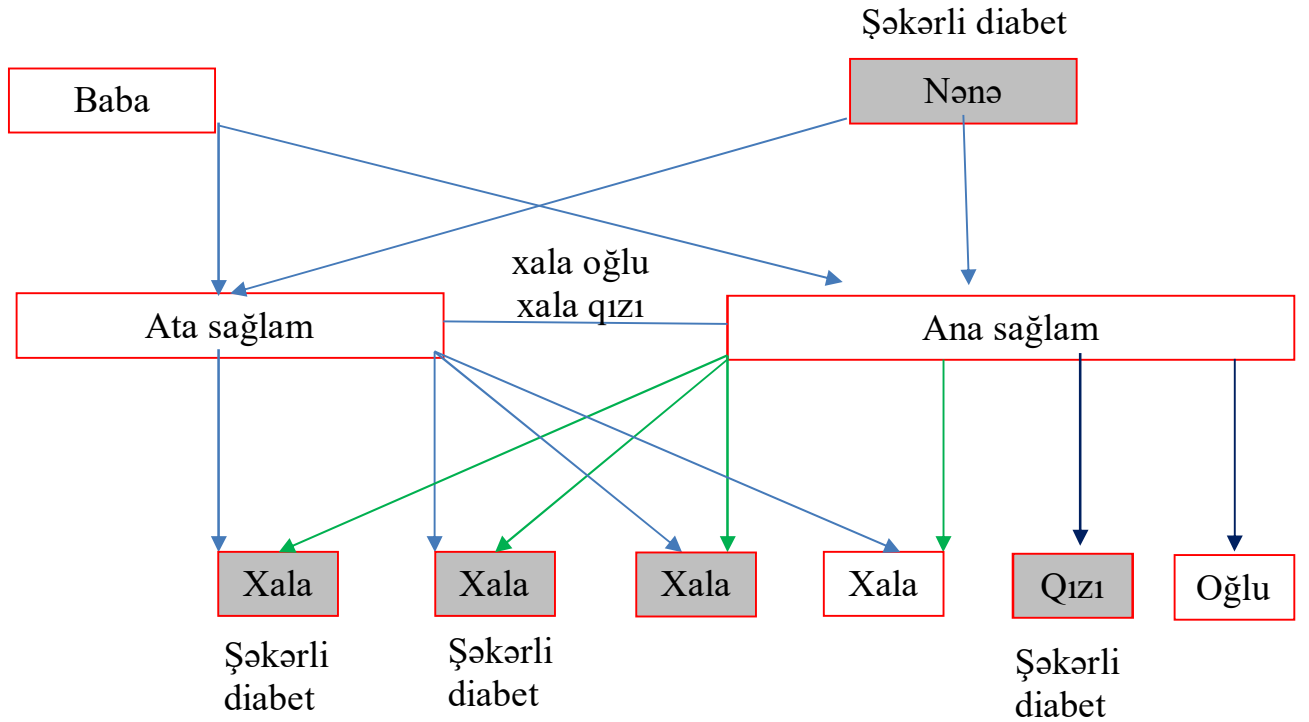 Şəkərli diabet
Baba
Nənə
xala oğlu
xala qızı
Ata sağlam
Ana sağlam
Xala
Xala
Xala
Xala
Qızı
Oğlu
Şəkərli
diabet
Şəkərli
diabet
Şəkərli
diabet